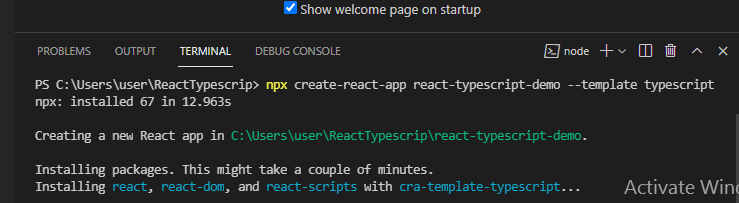 Show welcome page on startup
PROBLEMS OUTPUT TERMINAL DEBUG CONSOLE node
PS C:\Users\user\ReactTypescrip> npx create-react-app react-typescript-demo --template typescript
npx: installed 67 in 12.963s
Creating a new React app in C:\Users\user\ReactTypescrip\react-typescript-demo.
Installing packages. This might take a couple of minutes.
Installing react, react-dom, and react-scripts with cra-template-typescript...
Activate Win